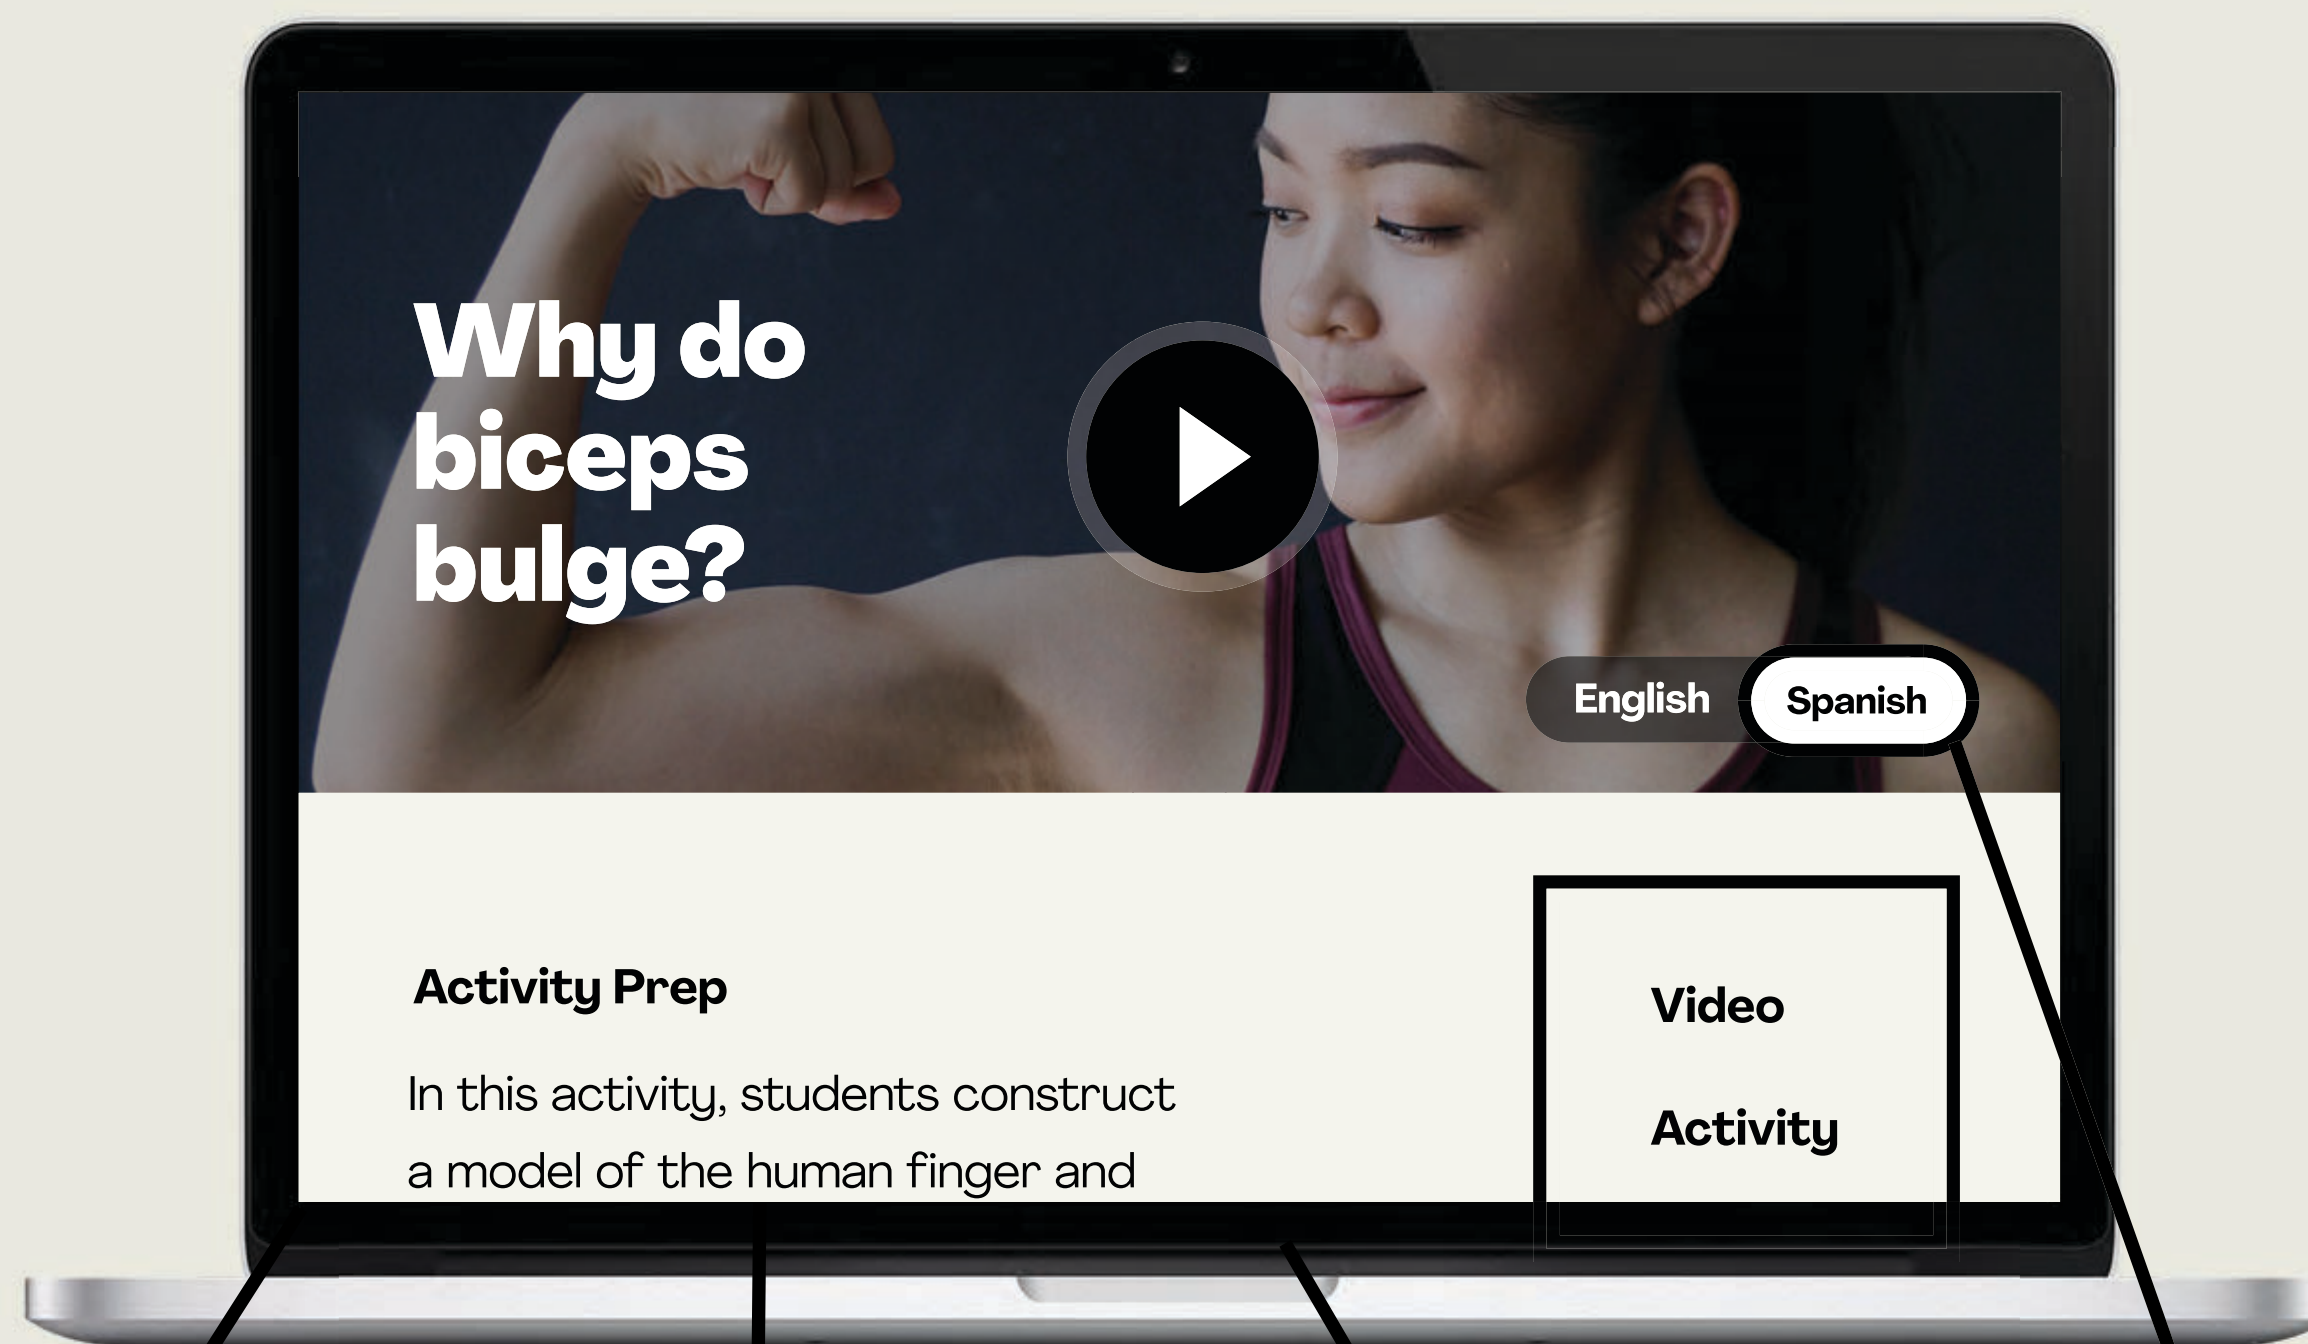 Why do
biceps
bulge?
English
Spanish
Activity Prep
In this activity, students construct
a model of the human finger and
Video
Activity